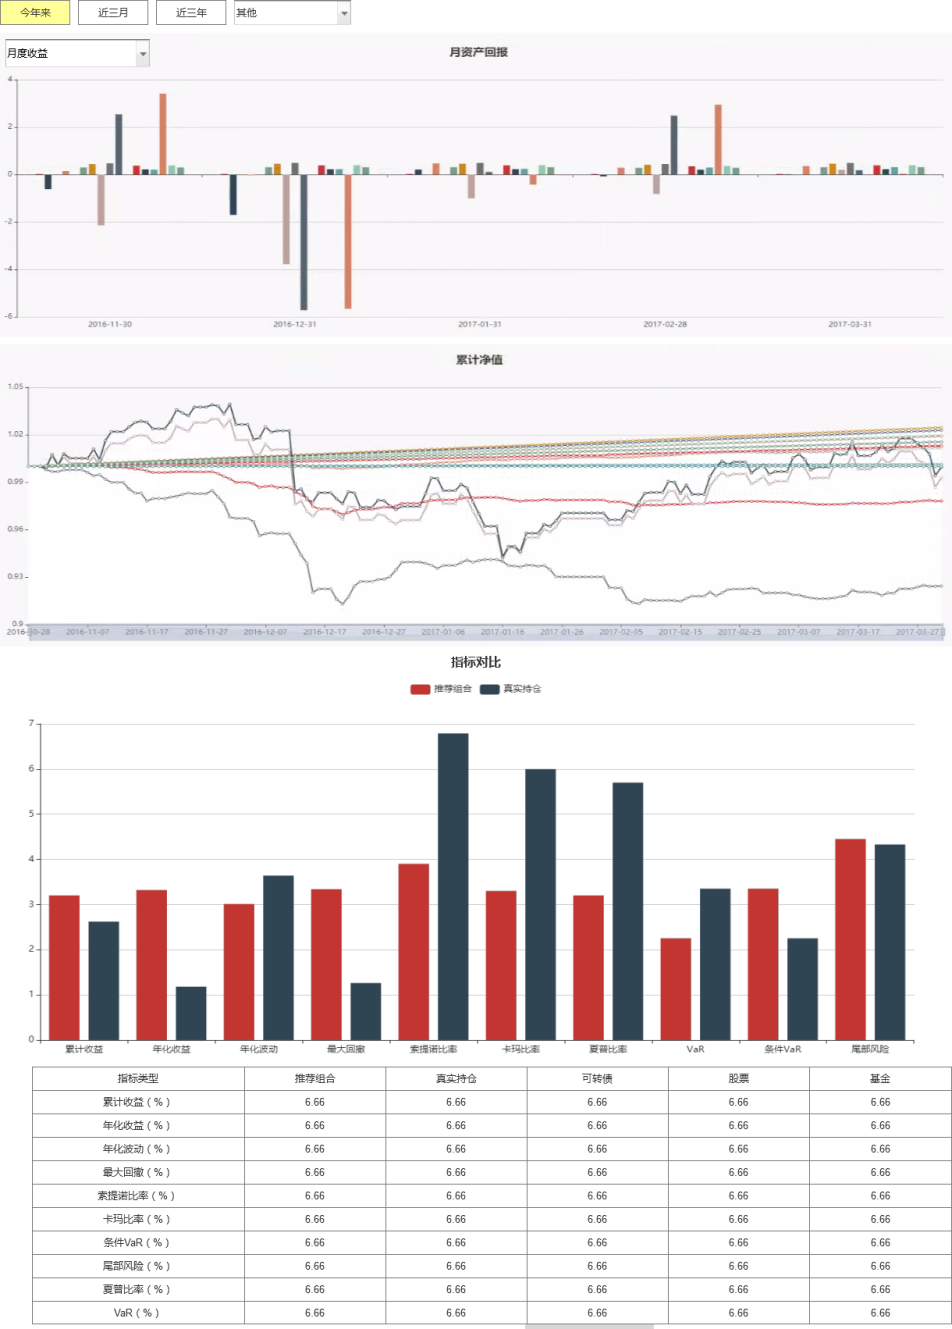 今年来 近三月 近三年 其他
月度收益
月资产回报
4
2
0
-2
-4
-6
2016-11-30 2016-12-31 2017-01-31 2017-02-28 2017-03-31
累计净值
1.05
1.02
0.99
0.96
0.93
0.9
2016-10-28 2016-11-07 2016-11-17 2016-11-27 2016-12-07 2016-12-17 2016-12-27 2017-01-06 2017-01-16 2017-01-26 2017-02-05 2017-02-15 2017-02-25 2017-03-07 2017-03-17 2017-03-27
指标对比
推荐组合 真实持仓
7
6
5
4
3
2
1
0
累计收益 年化收益 年化波动 最大回撤 索提诺比率 卡玛比率 夏普比率 VaR 条件VaR 尾部风险
指标类型 推荐组合 真实持仓 可转债 股票 基金
累计收益（%） 6.66 6.66 6.66 6.66 6.66
年化收益（%） 6.66 6.66 6.66 6.66 6.66
年化波动（%） 6.66 6.66 6.66 6.66 6.66
最大回撤（%） 6.66 6.66 6.66 6.66 6.66
索提诺比率（%） 6.66 6.66 6.66 6.66 6.66
卡玛比率（%） 6.66 6.66 6.66 6.66 6.66
条件VaR（%） 6.66 6.66 6.66 6.66 6.66
尾部风险（%） 6.66 6.66 6.66 6.66 6.66
夏普比率（%） 6.66 6.66 6.66 6.66 6.66
VaR（%） 6.66 6.66 6.66 6.66 6.66